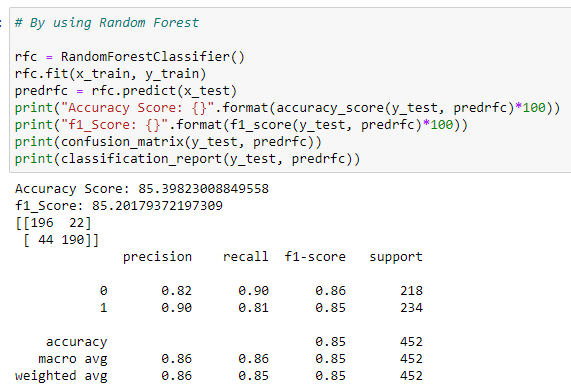 # By using Random Forest
rfc = RandomForestClassifier()
rfc.fit(x_train, y_train)
predrfc = rfc.predict(x_test)
print("Accuracy Score: {}".format(accuracy_score(y_test, predrfc)*100))
print("f1_Score: {}".format(f1_score(y_test, predrfc)*100))
print(confusion_matrix(y_test, predrfc))
print(classification_report(y_test, predrfc))
Accuracy Score: 85.39823008849558
f1_Score: 85.20179372197309
[[196  22]
 [ 44 190]]
              precision    recall  f1-score   support
           0       0.82      0.90      0.86       218
           1       0.90      0.81      0.85       234
    accuracy                           0.85       452
   macro avg       0.86      0.86      0.85       452
weighted avg       0.86      0.85      0.85       452